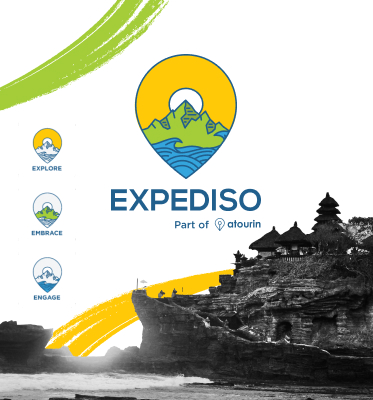 EXPEDISO
Part of atourin
EXPLORE
EMBRACE
ENGAGE